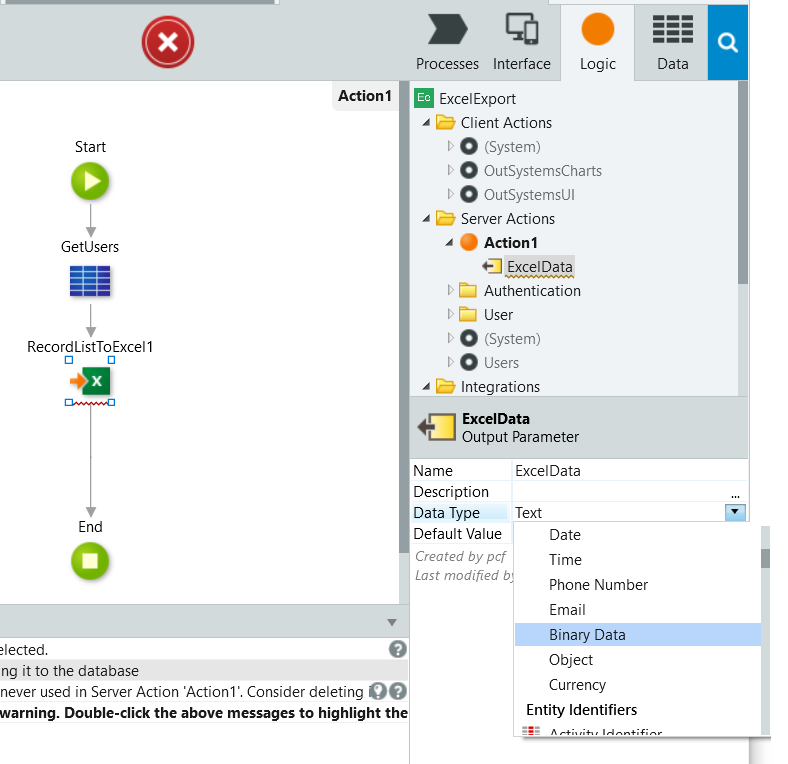 Processes
Interface
Logic
Data
Action1
Start
GetUsers
RecordListToExcel1
End
Ec ExcelExport
Client Actions
(System)
OutSystemsCharts
OutSystemsUI
Server Actions
Action1
ExcelData
Authentication
User
(System)
Users
Integrations
ExcelData
Output Parameter
Name ExcelData
Description ...
Data Type Text
Default Value
Created by pcf
Last modified by
Date
Time
Phone Number
Email
Binary Data
Object
Currency
Entity Identifiers
Activity Identifier
elected.
ng it to the database
never used in Server Action 'Action1'. Consider deleting
warning. Double-click the above messages to highlight the